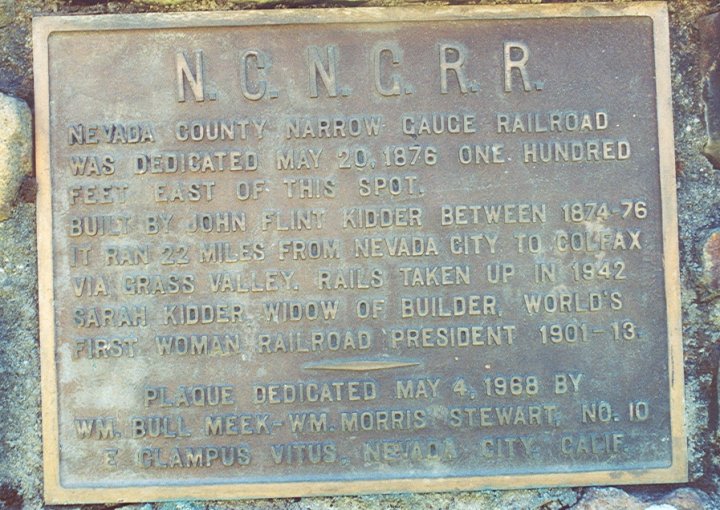 N.C.N.G.R.R.
NEVADA COUNTY NARROW GAUGE RAILROAD
WAS DEDICATED MAY 20, 1876 ONE HUNDRED
FEET EAST OF THIS SPOT.
BUILT BY JOHN FLINT KIDDER BETWEEN 1874-76
IT RAN 22 MILES FROM NEVADA CITY TO COLFAX
VIA GRASS VALLEY. RAILS TAKEN UP IN 1942
SARAH KIDDER, WIDOW OF BUILDER, WORLD'S
FIRST WOMAN RAILROAD PRESIDENT 1901-13.
PLAQUE DEDICATED MAY 4, 1968 BY
WM. BULL MEEK-WM. MORRIS STEWART, NO. 10
E CLAMPUS VITUS, NEVADA CITY, CALIF